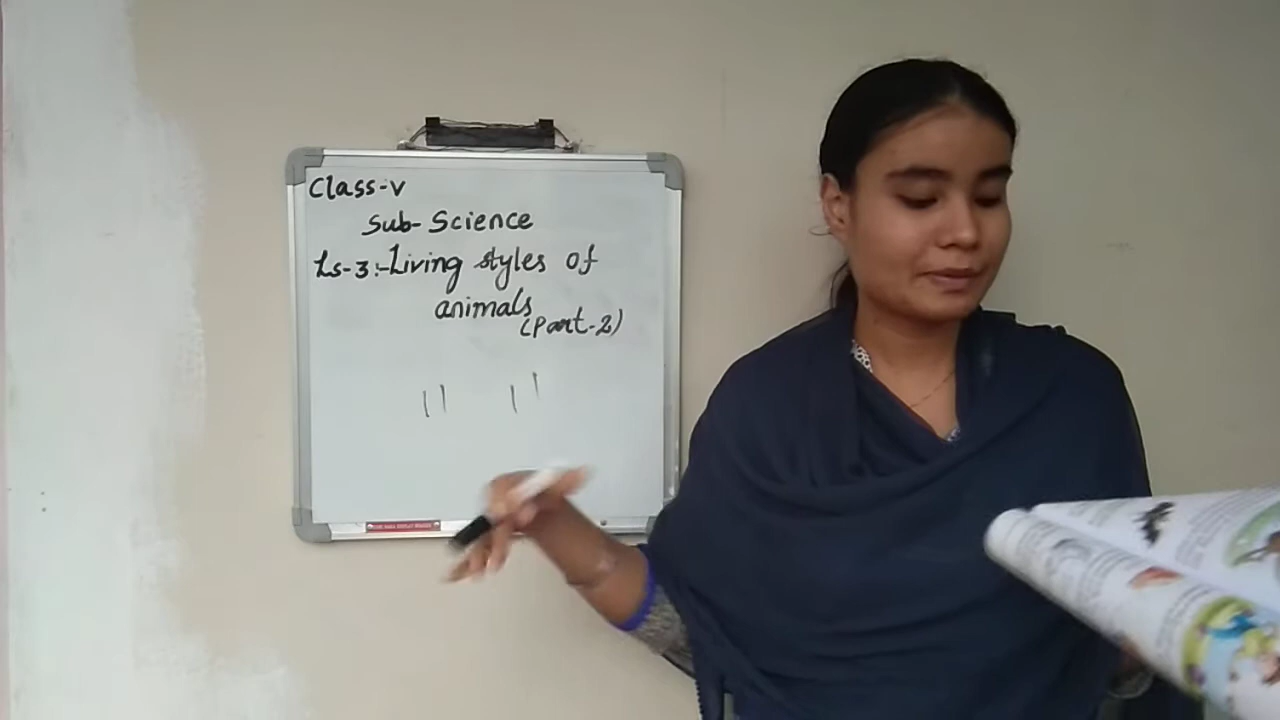 Class-V
Sub- Science
Ls-3:-Living styles of
animals
(Part-2)